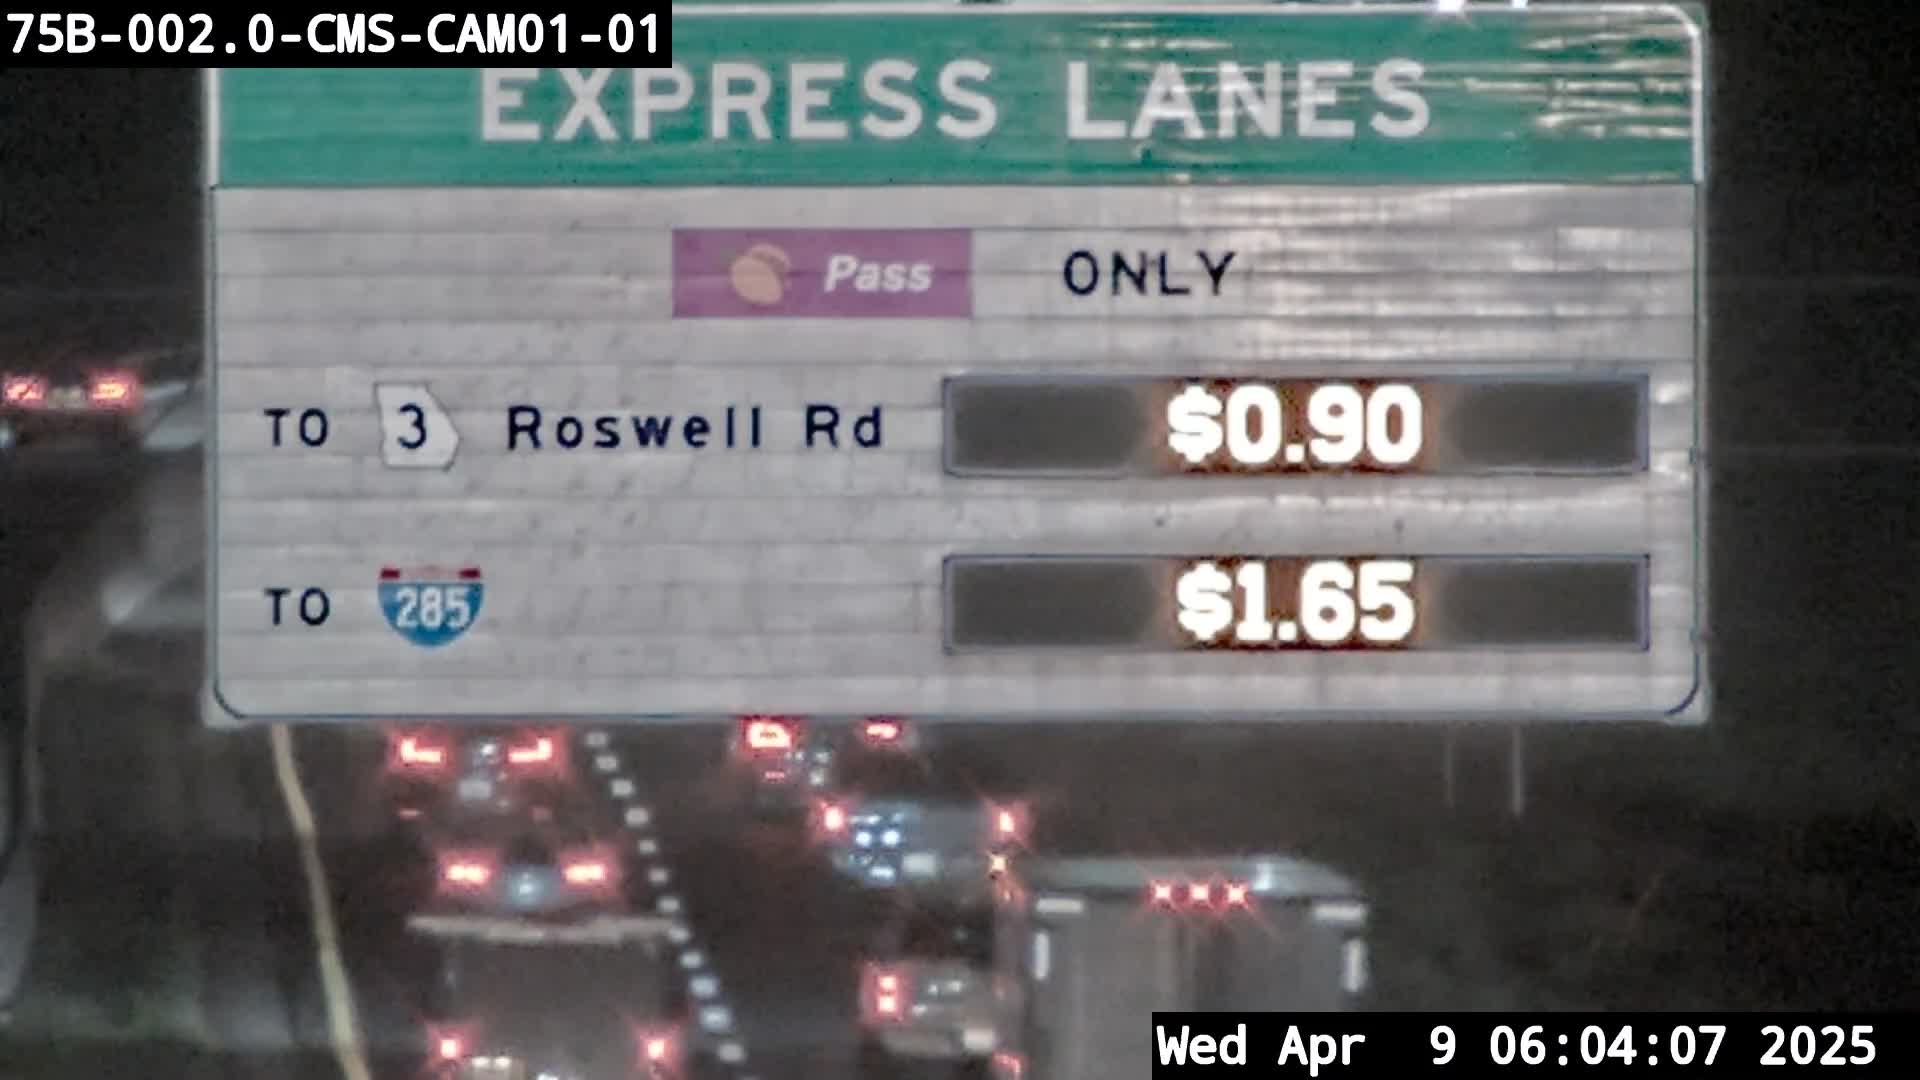 75B-002.0-CMS-CAM01-01
EXPRESS LANES
Pass ONLY
TO 3 Roswell Rd $0.90
TO 285 $1.65
Wed Apr 9 06:04:07 2025